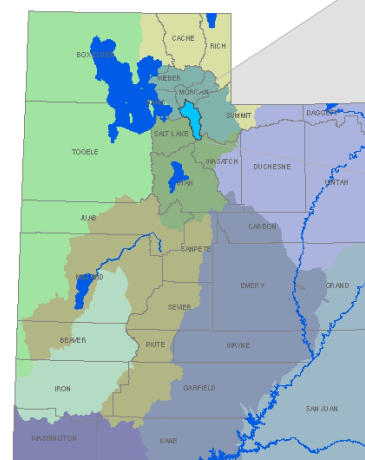 CACHE
RICH
BOX ELDER
WEBER
MORGAN
DAGGETT
SUMMIT
SALT LAKE
TOOELE
WASATCH
DUCHESNE
UINTAH
UTAH
JUAB
CARBON
SANPETE
MILLARD
EMERY
GRAND
SEVIER
BEAVER
PIUTE
WAYNE
IRON
GARFIELD
SAN JUAN
WASHINGTON
KANE